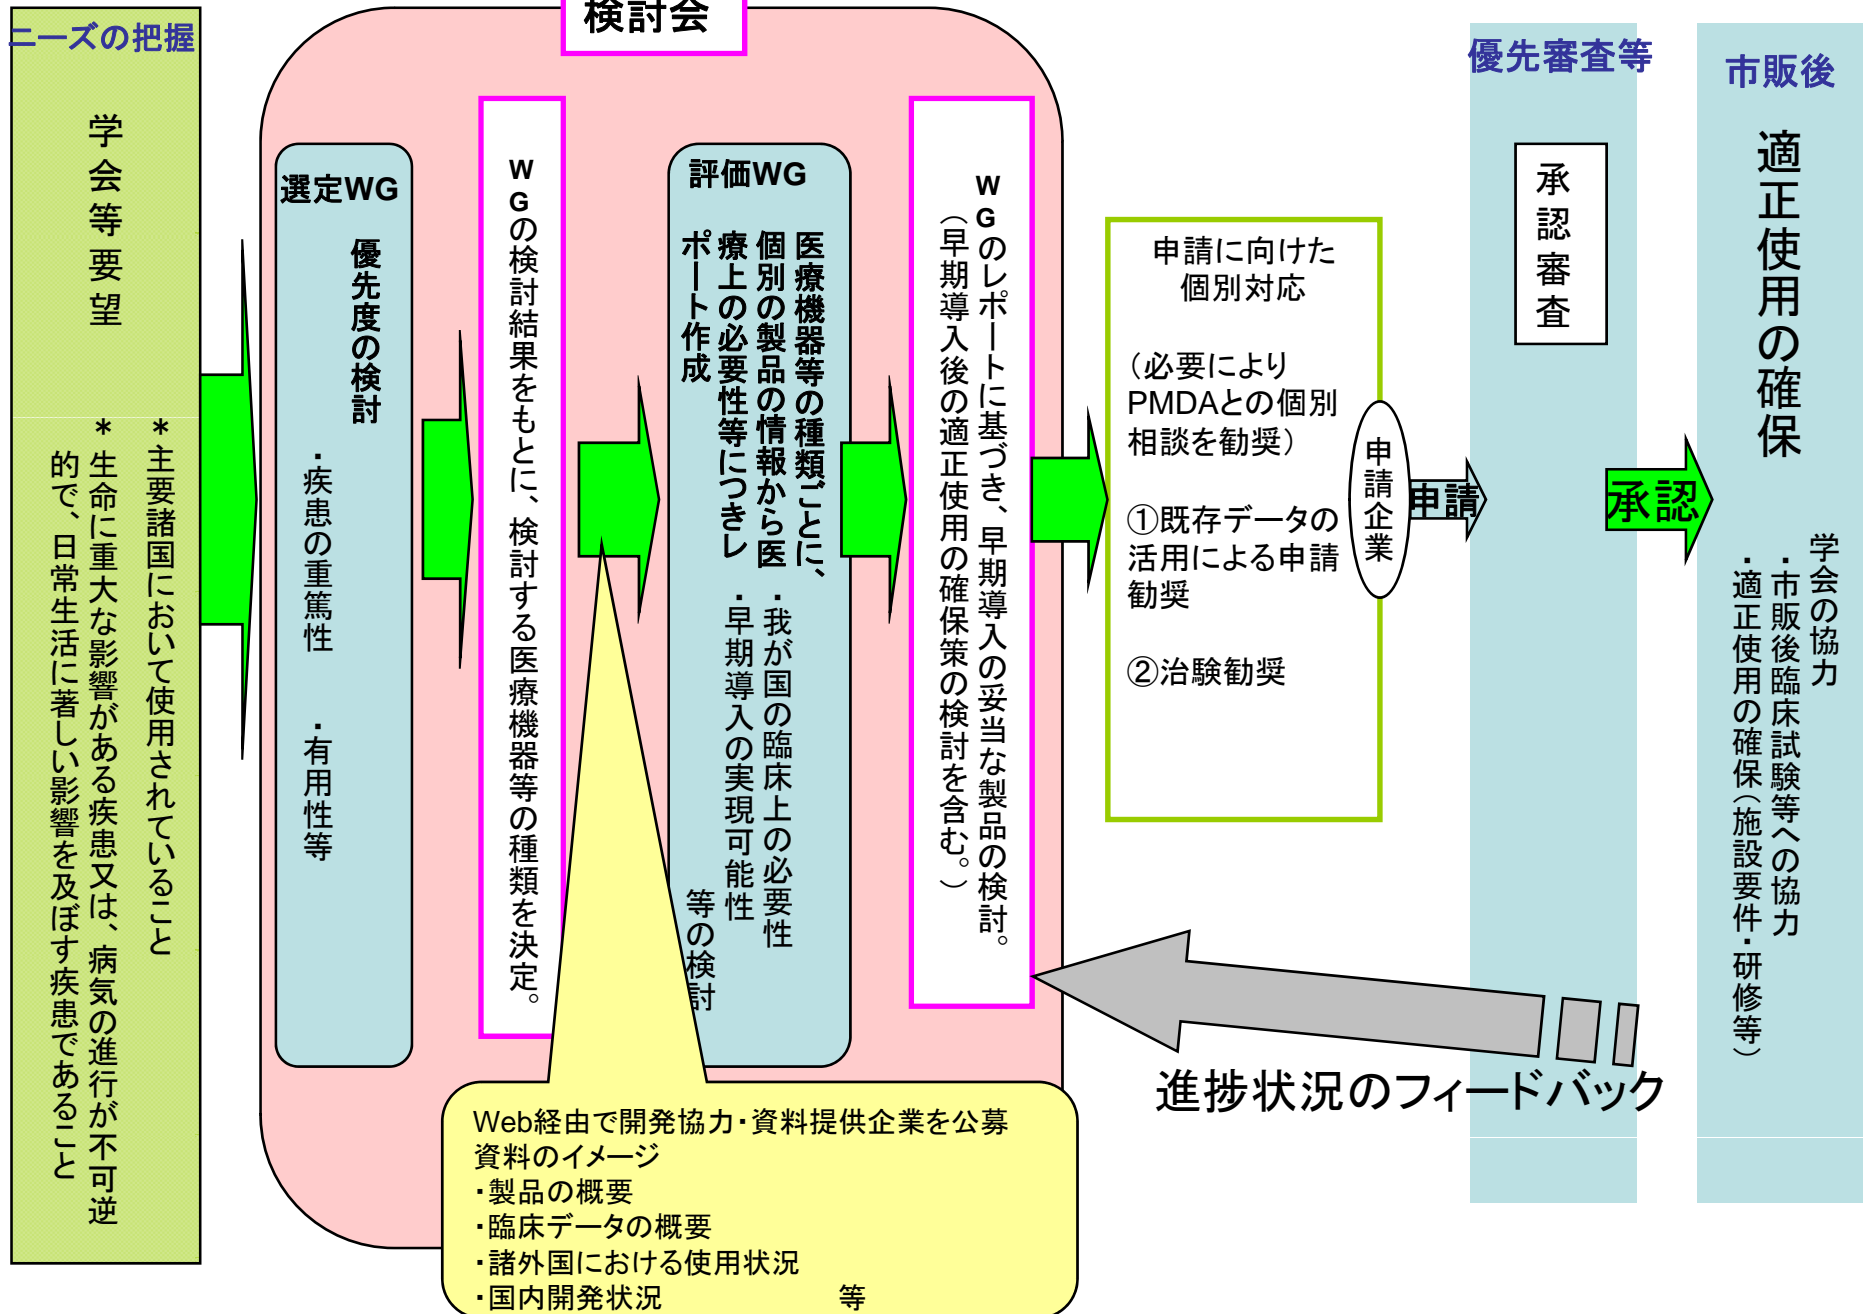 ニーズの把握
学会等要望
＊主要諸国において使用されていること
＊生命に重大な影響がある疾患又は、病気の進行が不可逆
的で、日常生活に著しい影響を及ぼす疾患であること
検討会
選定WG
優先度の検討
・疾患の重篤性　・有用性等
WGの検討結果をもとに、検討する医療機器等の種類を決定。
評価WG
医療機器等の種類ごとに、
個別の製品の情報から医
療上の必要性等につきレ
ポート作成
・我が国の臨床上の必要性
・早期導入の実現可能性
等の検討
WGのレポートに基づき、早期導入の妥当な製品の検討。
（早期導入後の適正使用の確保策の検討を含む。）
Web経由で開発協力・資料提供企業を公募
資料のイメージ
・製品の概要
・臨床データの概要
・諸外国における使用状況
・国内開発状況　等
申請に向けた
個別対応
（必要により
PMDAとの個別
相談を勧奨）
①既存データの
活用による申請
勧奨
②治験勧奨
申請企業
申請
優先審査等
承認審査
承認
市販後
適正使用の確保
学会の協力
・市販後臨床試験等への協力
・適正使用の確保（施設要件・研修等）
進捗状況のフィードバック